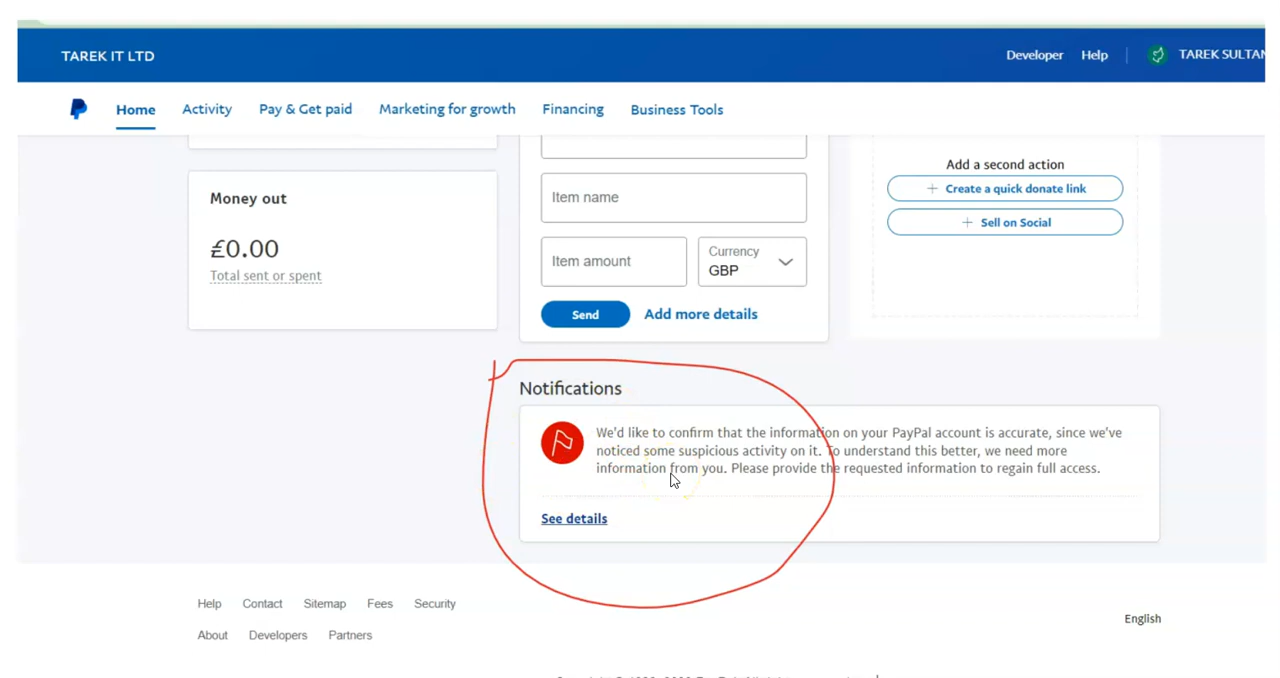 TAREK IT LTD
Developer Help TAREK SULTAN
Home Activity Pay & Get paid Marketing for growth Financing Business Tools
Add a second action
Create a quick donate link
Sell on Social
Money out
£0.00
Total sent or spent
Item name
Item amount
Currency
GBP
Send Add more details
Notifications
We'd like to confirm that the information on your PayPal account is accurate, since we've
noticed some suspicious activity on it. To understand this better, we need more
information from you. Please provide the requested information to regain full access.
See details
Help Contact Sitemap Fees Security
About Developers Partners
English